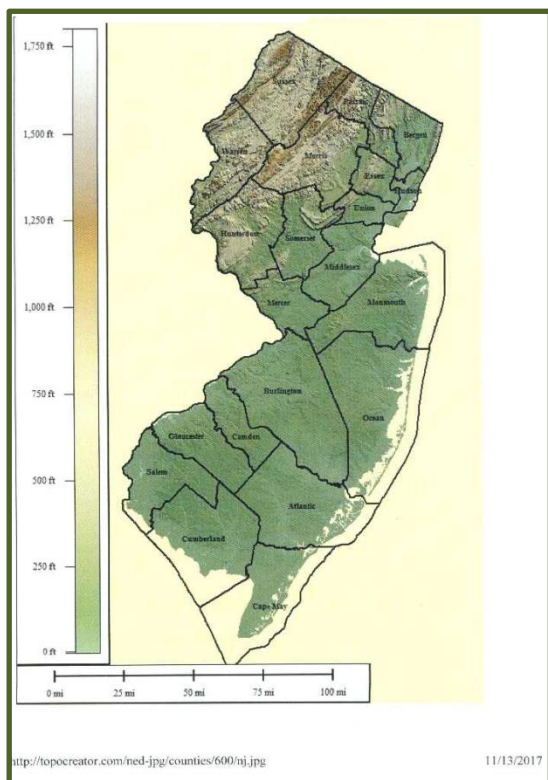 1,750 ft
1,500 ft
1,250 ft
1,000 ft
750 ft
500 ft
250 ft
0 ft
Sussex
Passaic
Bergen
Warren
Morris
Essex
Hudson
Union
Hunterdon
Somerset
Middlesex
Mercer
Monmouth
Burlington
Ocean
Gloucester
Camden
Salem
Atlantic
Cumberland
Cape May
0 mi 25 mi 50 mi 75 mi 100 mi
http://topocreator.com/ned-jpg/counties/600/nj.jpg 11/13/2017